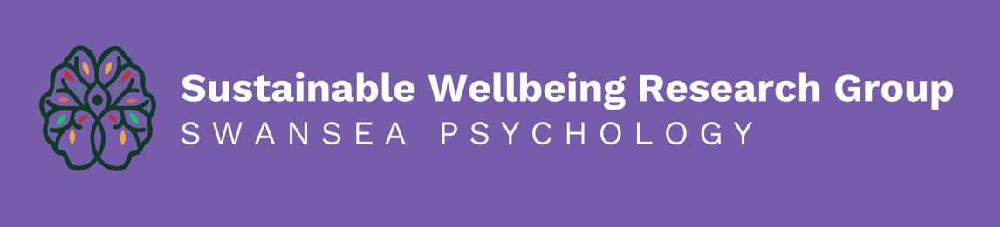 Sustainable Wellbeing Research Group
SWANSEA PSYCHOLOGY